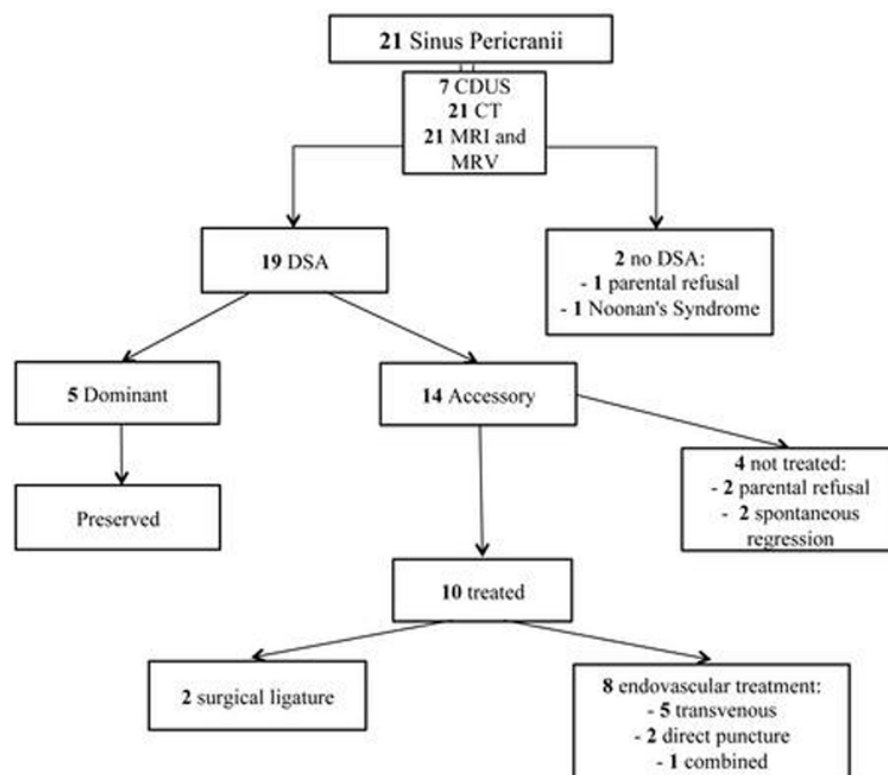 21 Sinus Pericranii
7 CDUS
21 CT
21 MRI and
MRV
19 DSA
2 no DSA:
- 1 parental refusal
- 1 Noonan's Syndrome
5 Dominant
14 Accessory
4 not treated:
- 2 parental refusal
- 2 spontaneous
regression
Preserved
10 treated
2 surgical ligature
8 endovascular treatment:
- 5 transvenous
- 2 direct puncture
- 1 combined